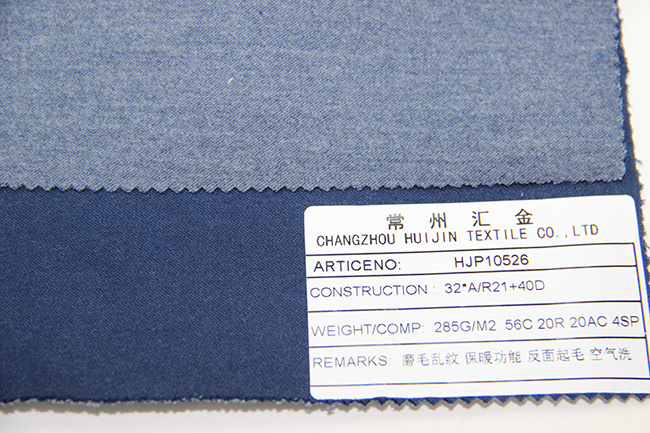 常州汇金
CHANGZHOU HUIJIN TEXTILE CO.,LTD
ARTICENO: HJP10526
CONSTRUCTION : 32*A/R21+40D
WEIGHT/COMP: 285G/M2 56C 20R 20AC 4SP
REMARKS: 磨毛乱纹 保暖功能 反面起毛 空气洗